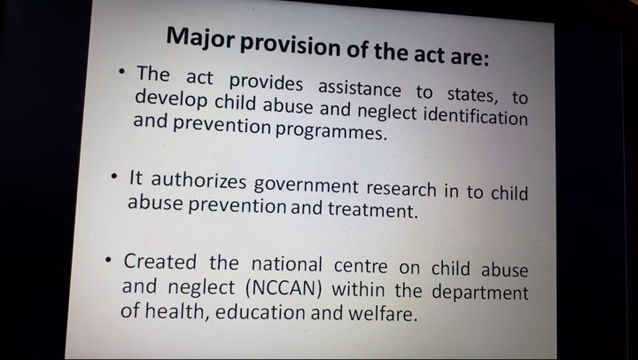 Major provision of the act are:
• The act provides assistance to states, to
develop child abuse and neglect identification
and prevention programmes.
• It authorizes government research in to child
abuse prevention and treatment.
• Created the national centre on child abuse
and neglect (NCCAN) within the department
of health, education and welfare.